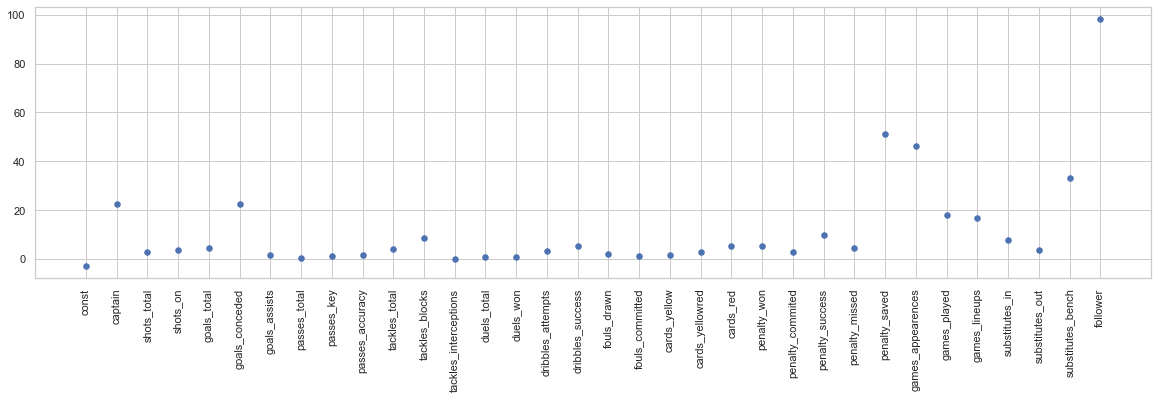 100
80
60
40
20
0
const
captain
shots_total
shots_on
goals_total
goals_conceded
goals_assists
passes_total
passes_key
passes_accuracy
tackles_total
tackles_blocks
tackles_interceptions
duels_total
duels_won
dribbles_attempts
dribbles_success
fouls_drawn
fouls_committed
cards_yellow
cards_yellowred
cards_red
penalty_won
penalty_commited
penalty_success
penalty_missed
penalty_saved
games_appearences
games_played
games_lineups
substitutes_in
substitutes_out
substitutes_bench
follower